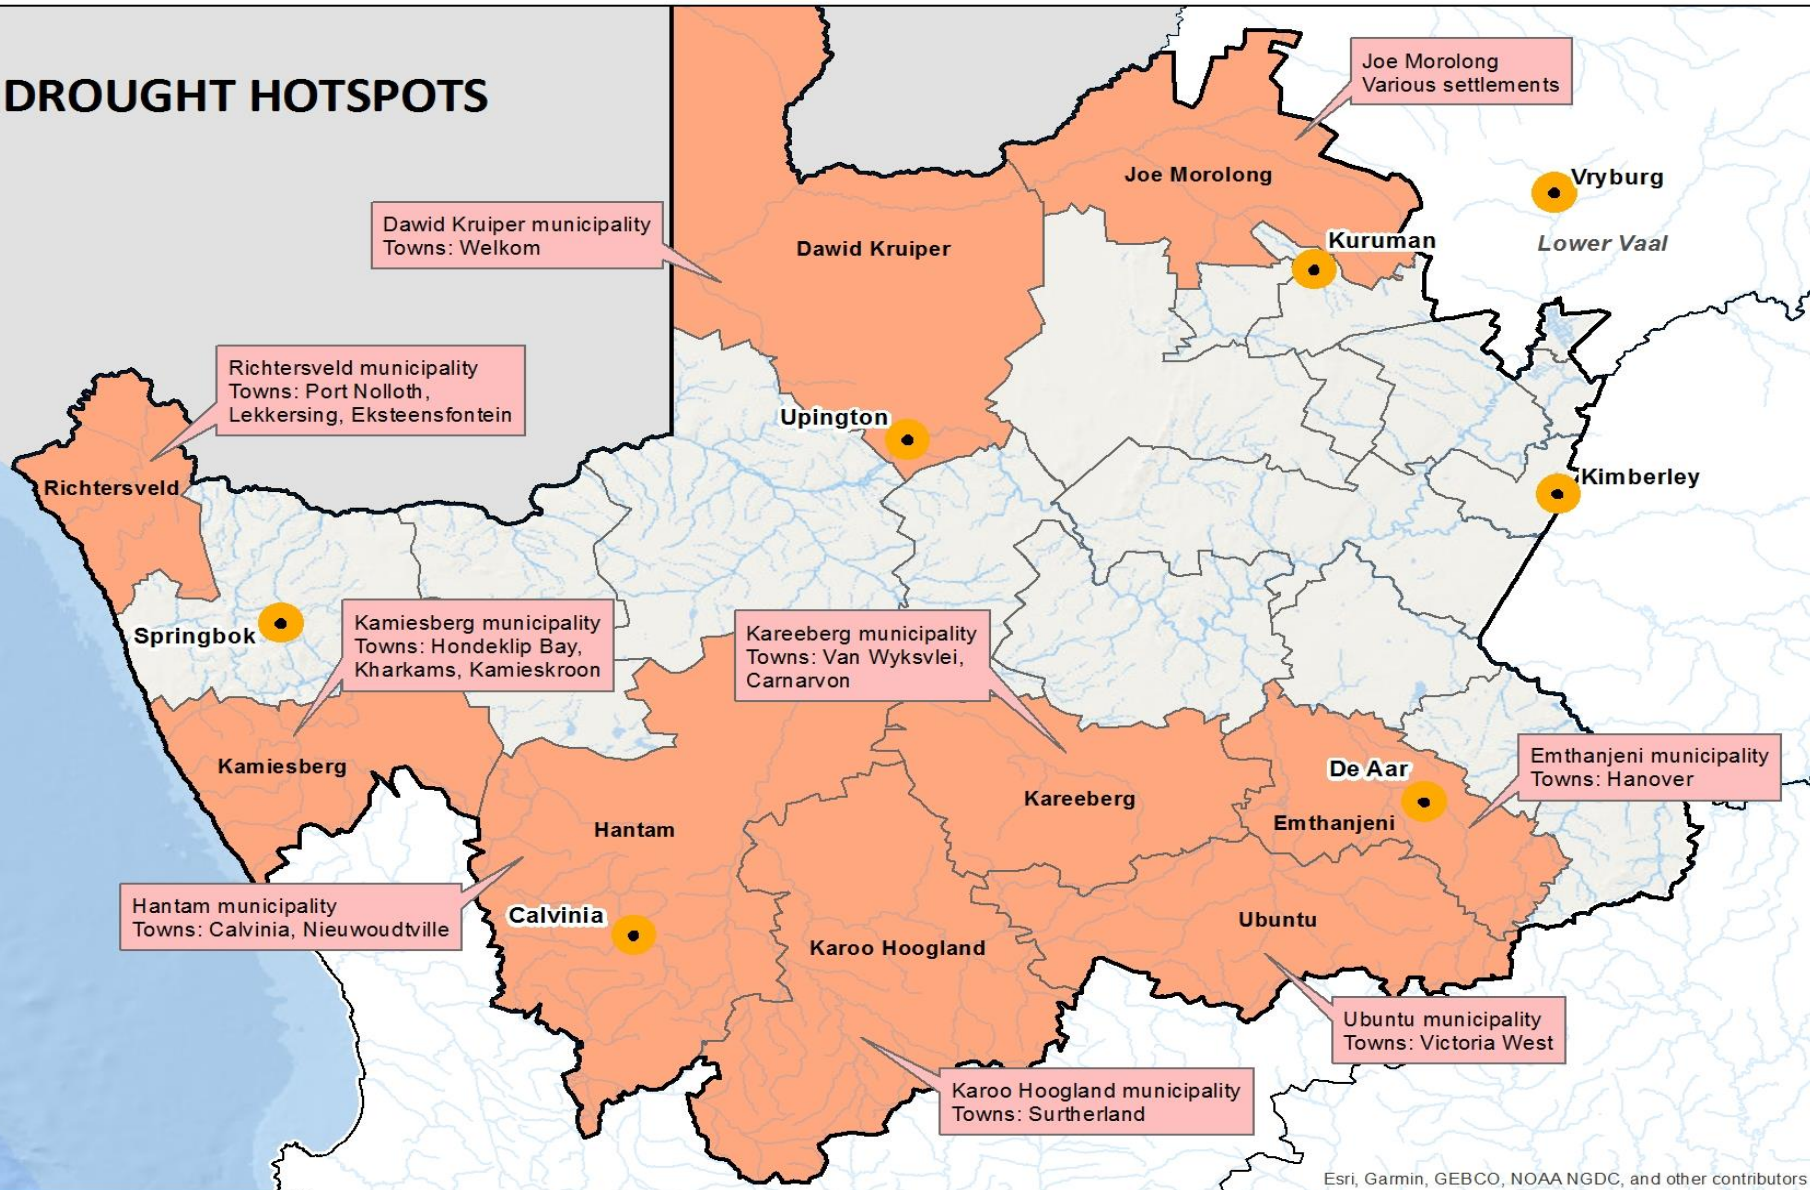 DROUGHT HOTSPOTS
Joe Morolong
Various settlements
Joe Morolong
Vryburg
Lower Vaal
Dawid Kruiper municipality
Towns: Welkom
Dawid Kruiper
Kuruman
Richtersveld municipality
Towns: Port Nolloth,
Lekkersing, Eksteensfontein
Upington
Kimberley
Richtersveld
Springbok
Kamiesberg municipality
Towns: Hondeklip Bay,
Kharkams, Kamieskroon
Kareeberg municipality
Towns: Van Wyksvlei,
Carnarvon
Kamiesberg
Kareeberg
De Aar
Emthanjeni municipality
Towns: Hanover
Hantam
Emthanjeni
Hantam municipality
Towns: Calvinia, Nieuwoudtville
Calvinia
Karoo Hoogland
Ubuntu
Ubuntu municipality
Towns: Victoria West
Karoo Hoogland municipality
Towns: Surtherland
Esri, Garmin, GEBCO, NOAA NGDC, and other contributors